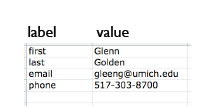 label value
first Glenn
last Golden
email gleeng@umich.edu
phone 517-303-8700